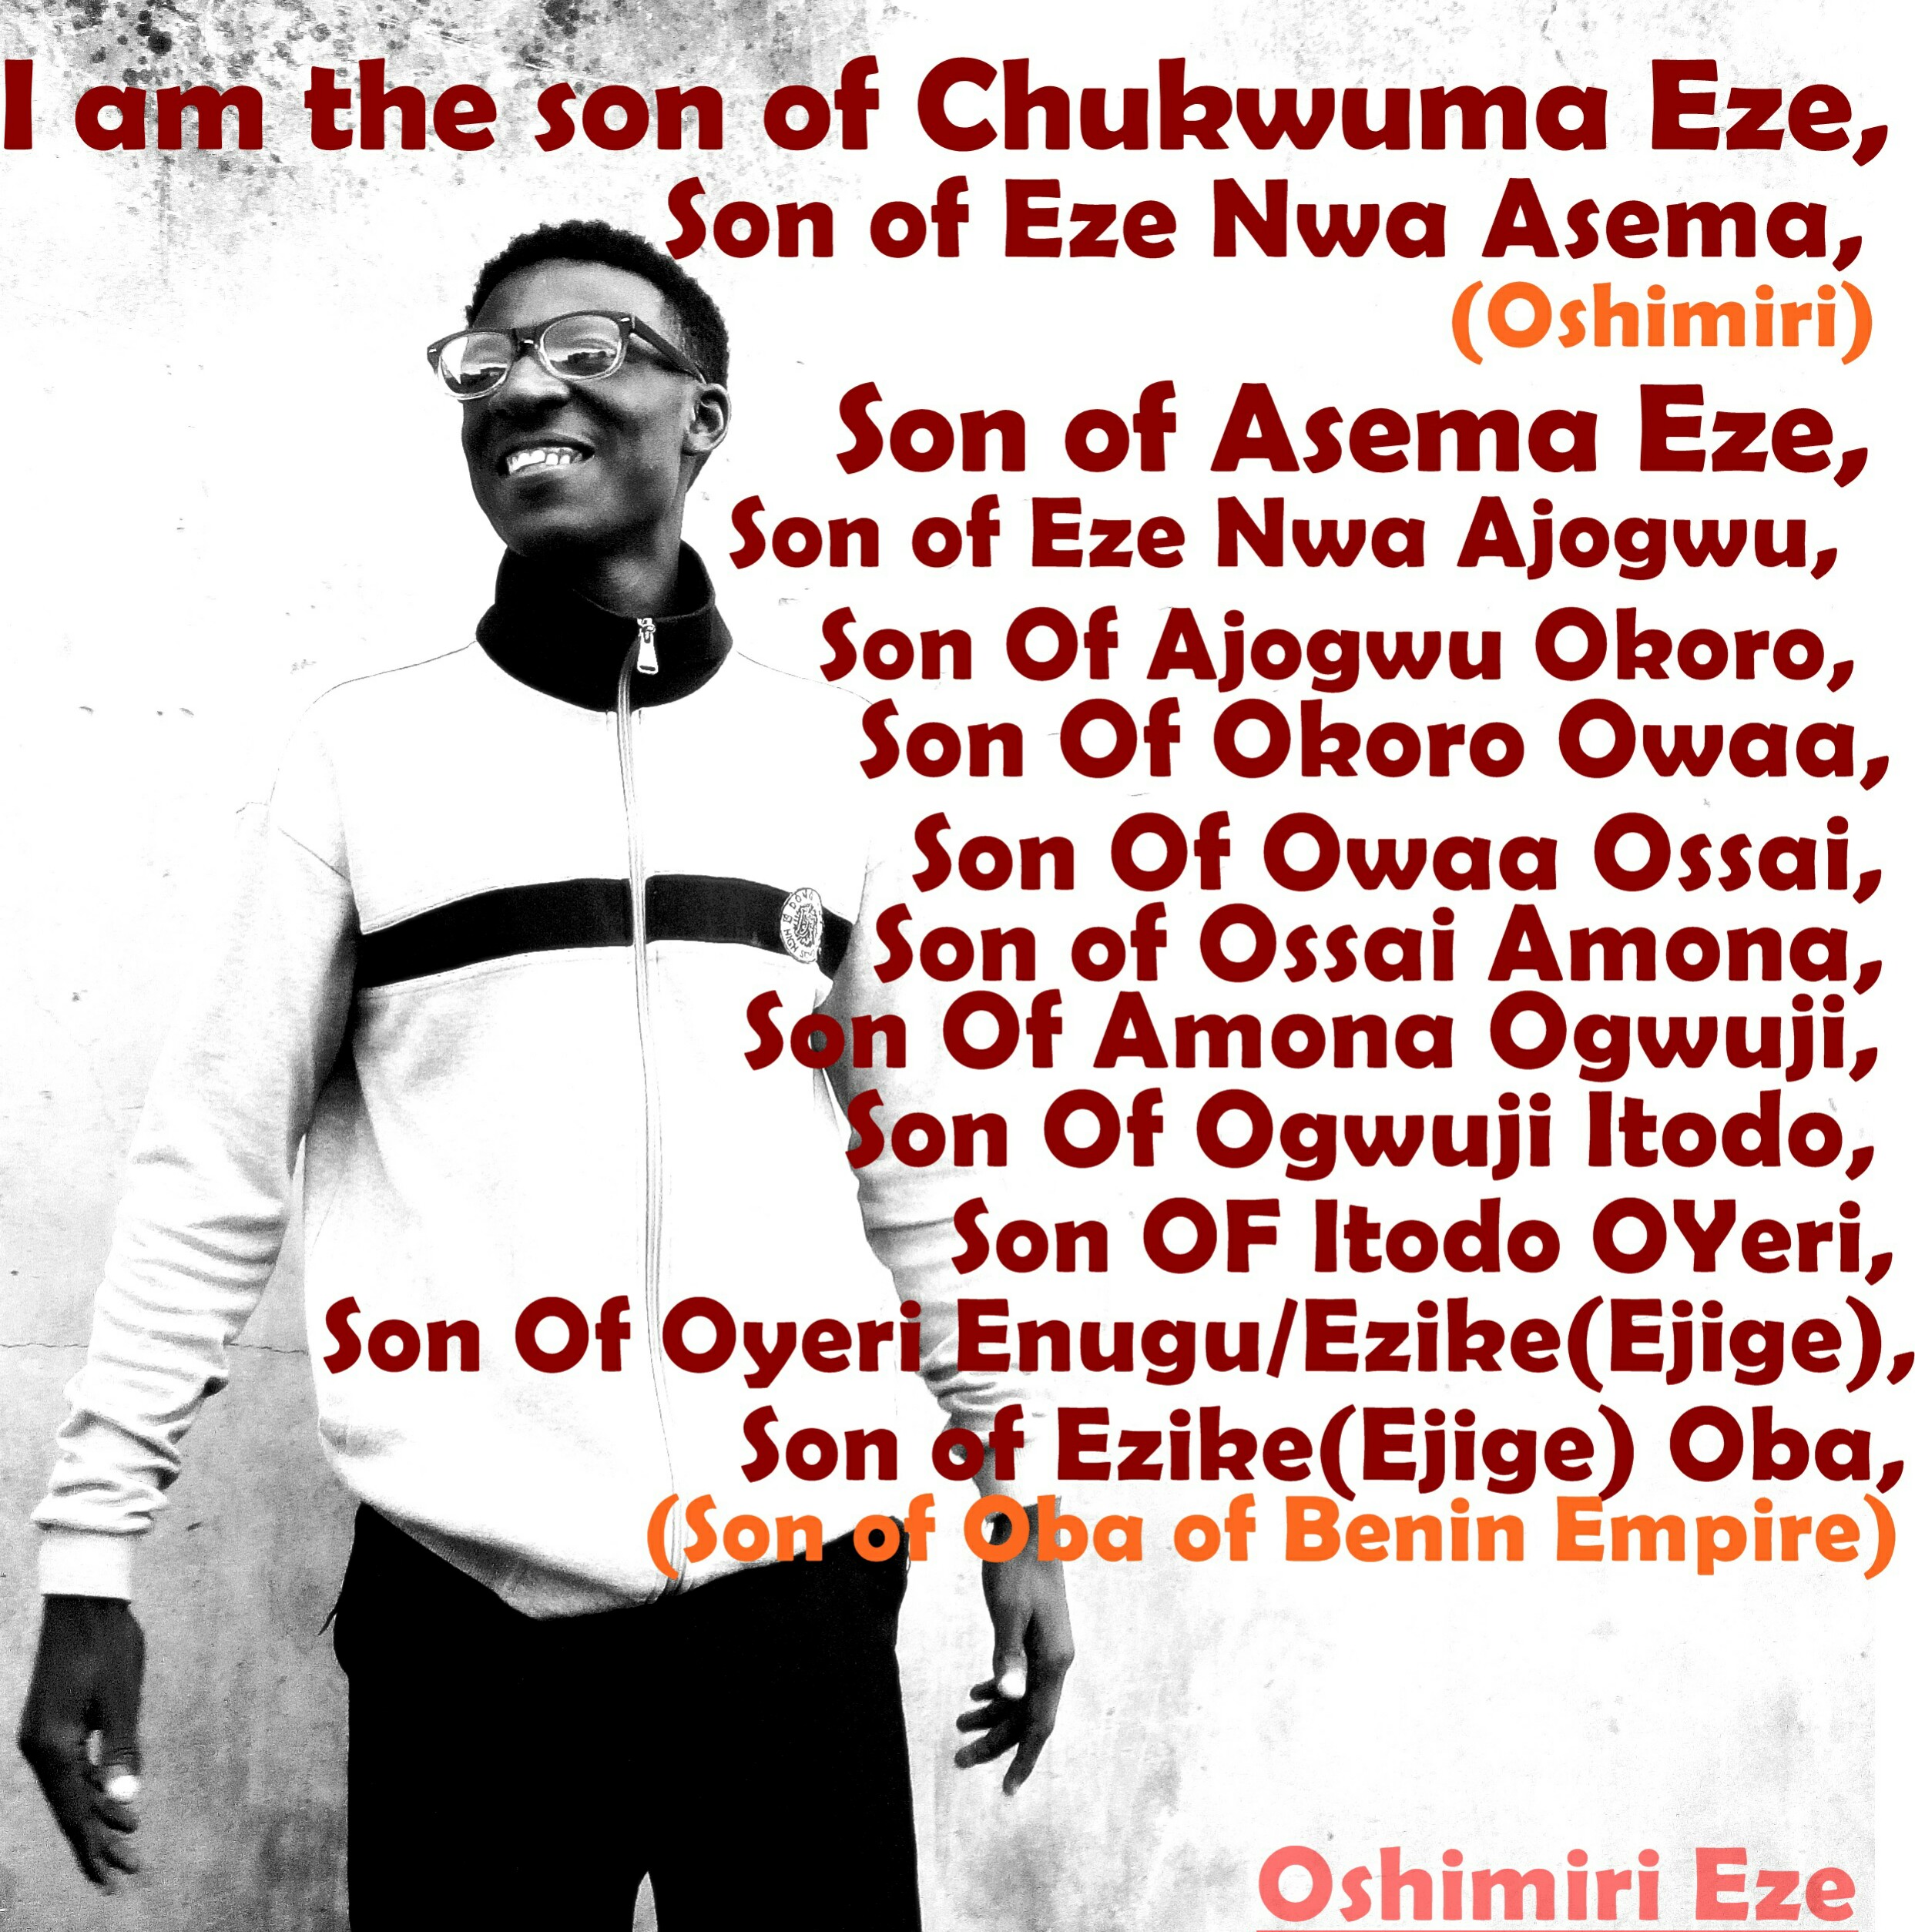 I am the son of Chukwuma Eze,
Son of Eze Nwa Asema,
(Oshimiri)
Son of Asema Eze,
Son of Eze Nwa Ajogwu,
Son Of Ajogwu Okoro,
Son Of Okoro Owaa,
Son Of Owaa Ossai,
Son of Ossai Amona,
Son Of Amona Ogwuji,
Son Of Ogwuji Itodo,
Son OF Itodo OYeri,
Son Of Oyeri Enugu/Ezike(Ejige),
Son of Ezike(Ejige) Oba,
(Son of Oba of Benin Empire)
Oshimiri Eze